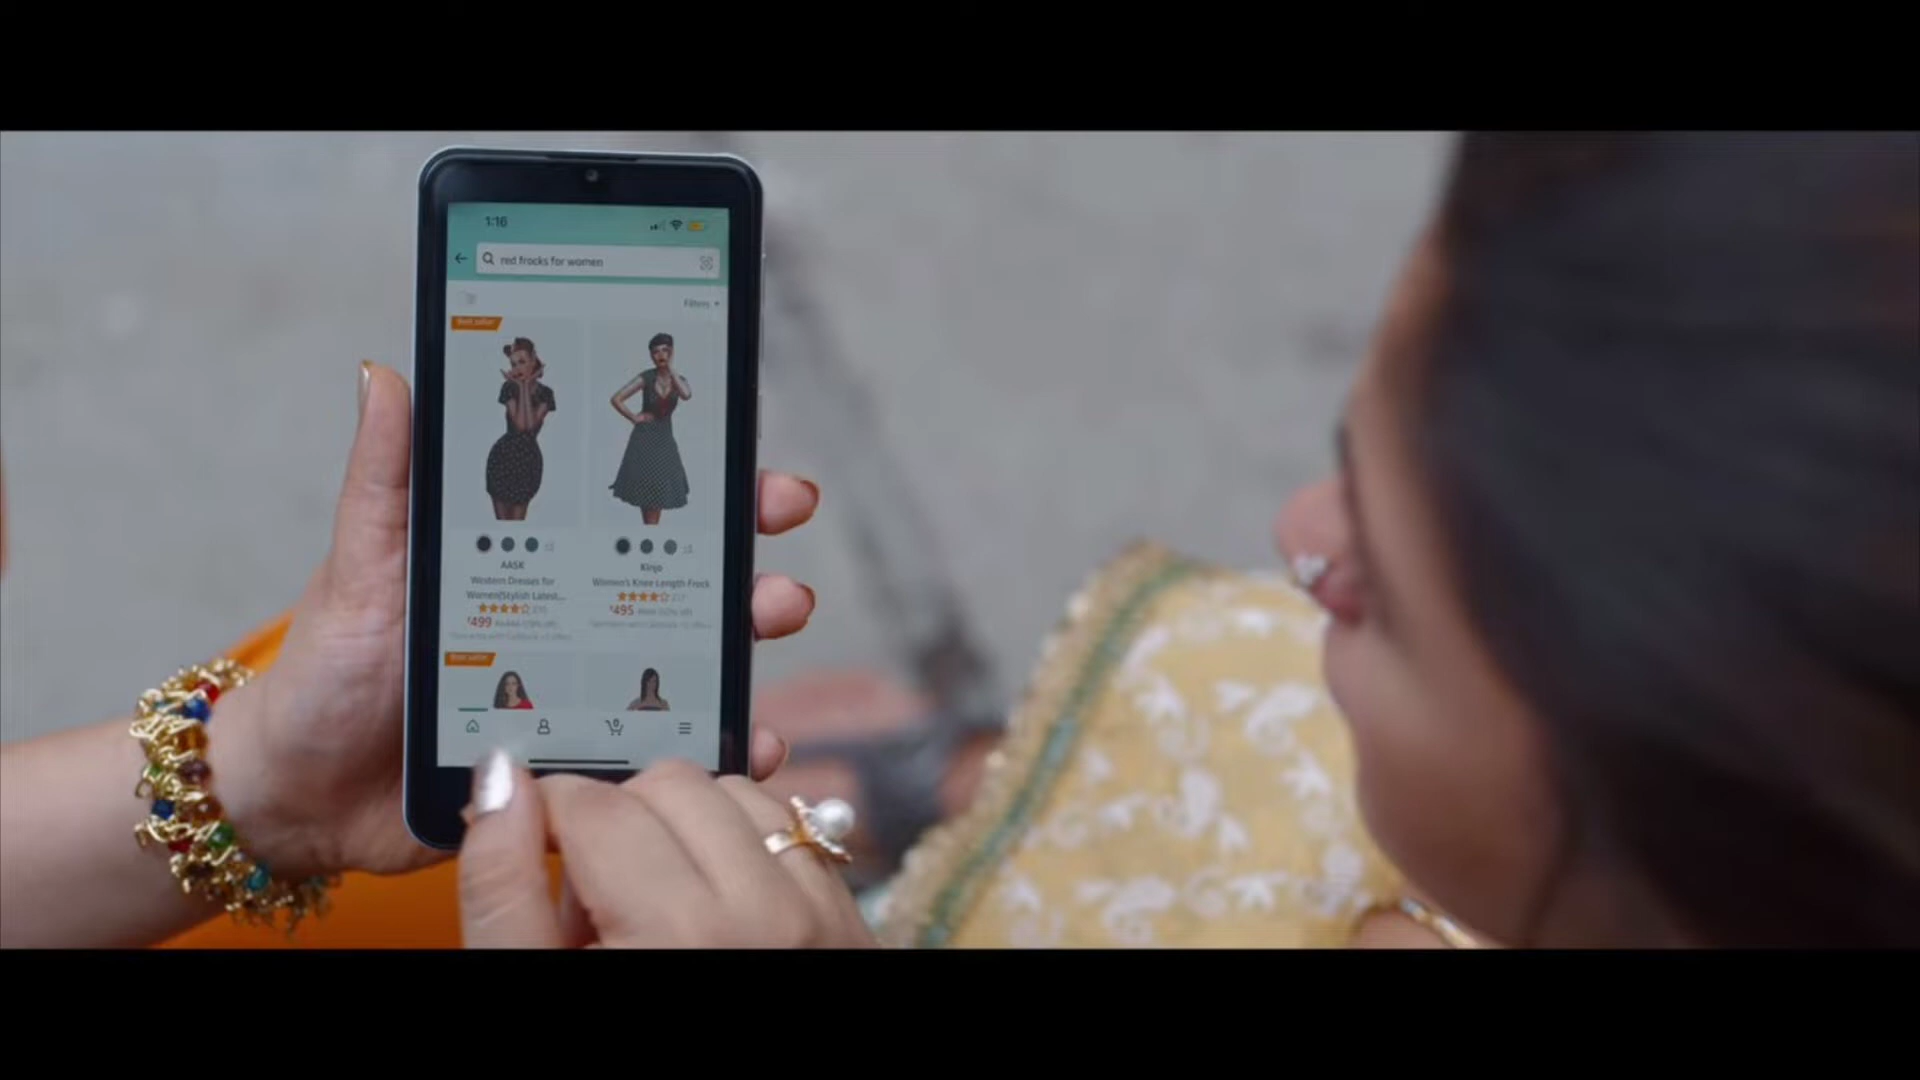 1:16
red frocks for women
Filters
Best seller
AASK
Western Dresses for
Women|Stylish Latest...
₹499
Kinjo
Women's Knee Length Frock
₹495
Best seller
0